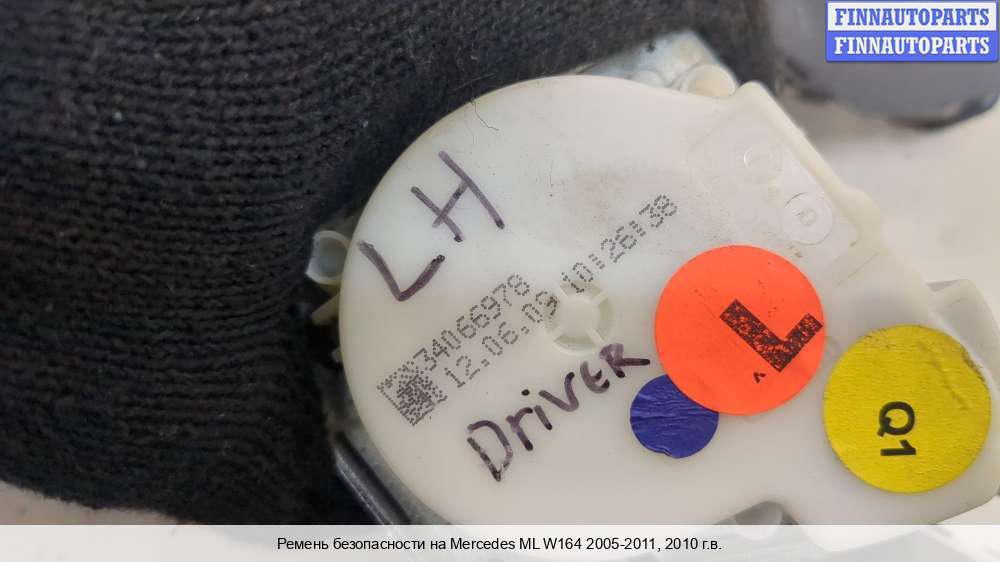 FINNAUTOPARTS
FINNAUTOPARTS
LH
34066978
12.06.09 10:26:38
DrivER
L
v
Q1
Ремень безопасности на Mercedes ML W164 2005-2011, 2010 г.в.